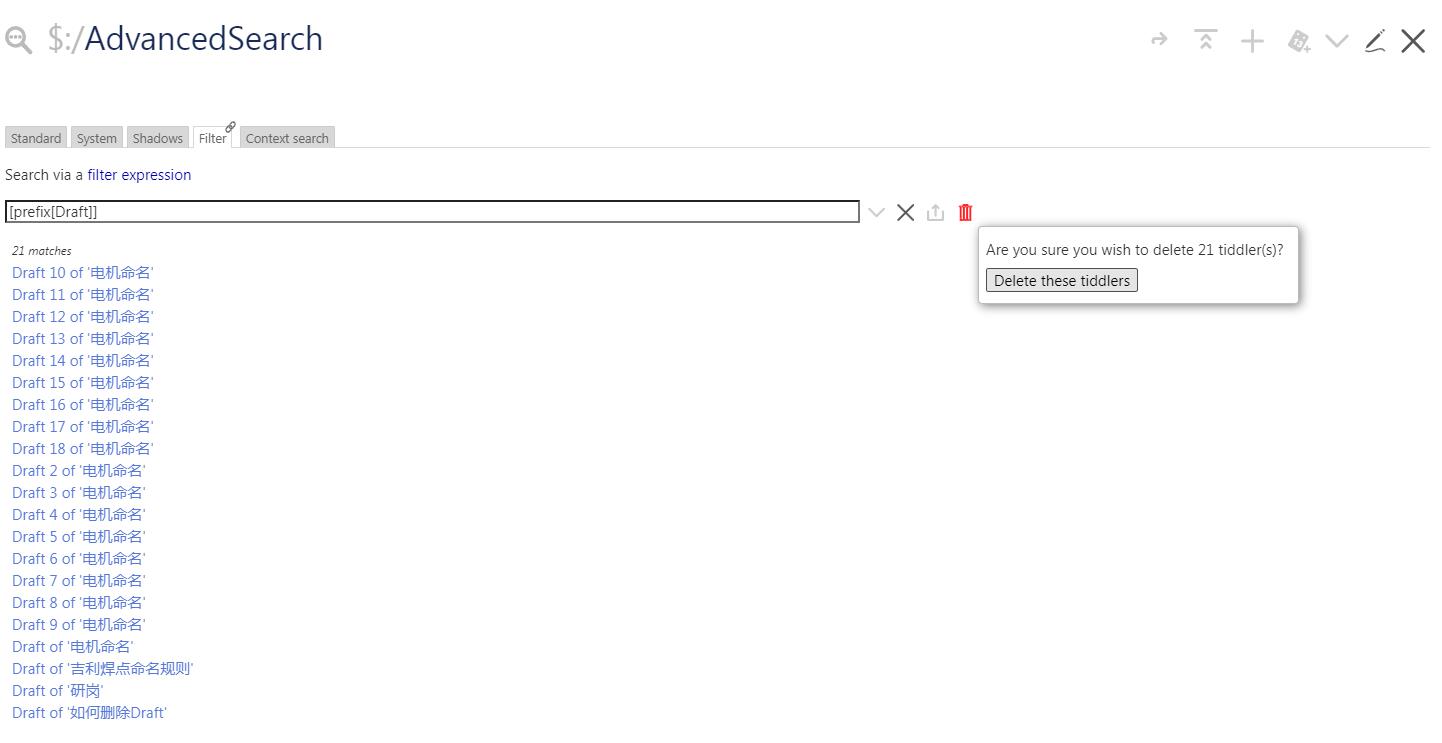 $:/AdvancedSearch
Standard System Shadows Filter Context search
Search via a filter expression
[prefix[Draft]]
21 matches
Are you sure you wish to delete 21 tiddler(s)?
Delete these tiddlers
Draft 10 of '电机命名'
Draft 11 of '电机命名'
Draft 12 of '电机命名'
Draft 13 of '电机命名'
Draft 14 of '电机命名'
Draft 15 of '电机命名'
Draft 16 of '电机命名'
Draft 17 of '电机命名'
Draft 18 of '电机命名'
Draft 2 of '电机命名'
Draft 3 of '电机命名'
Draft 4 of '电机命名'
Draft 5 of '电机命名'
Draft 6 of '电机命名'
Draft 7 of '电机命名'
Draft 8 of '电机命名'
Draft 9 of '电机命名'
Draft of '电机命名'
Draft of '吉利焊点命名规则'
Draft of '研岗'
Draft of '如何删除Draft'